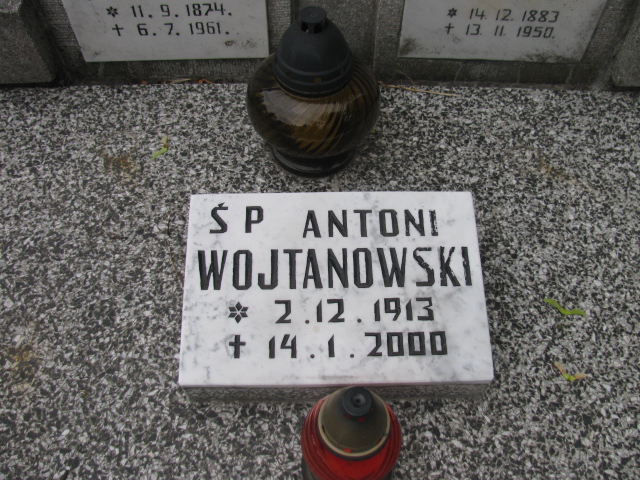 * 11. 9. 1874.
† 6. 7. 1961.
* 14. 12. 1883
† 13. 11. 1950.
ŚP ANTONI
WOJTANOWSKI
* 2.12.1913
† 14.1.2000